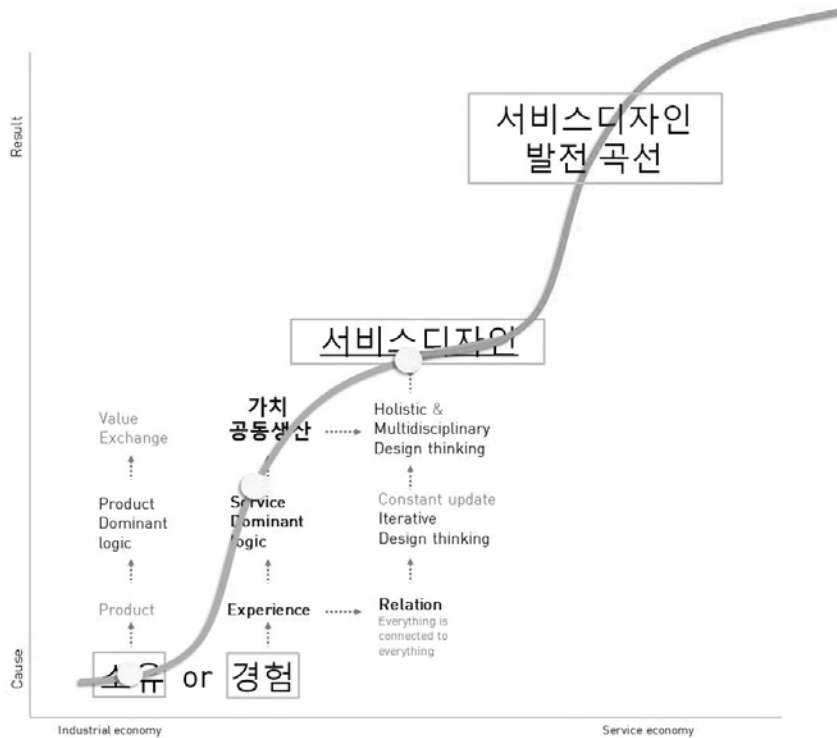 Result
서비스디자인
발전 곡선
서비스디자인
가치
공동생산
Value
Exchange
Holistic &
Multidisciplinary
Design thinking
Product
Dominant
logic
Service
Dominant
logic
Constant update
Iterative
Design thinking
Product
Experience
Relation
Everything is
connected to
everything
소유 or 경험
Cause
Industrial economy
Service economy